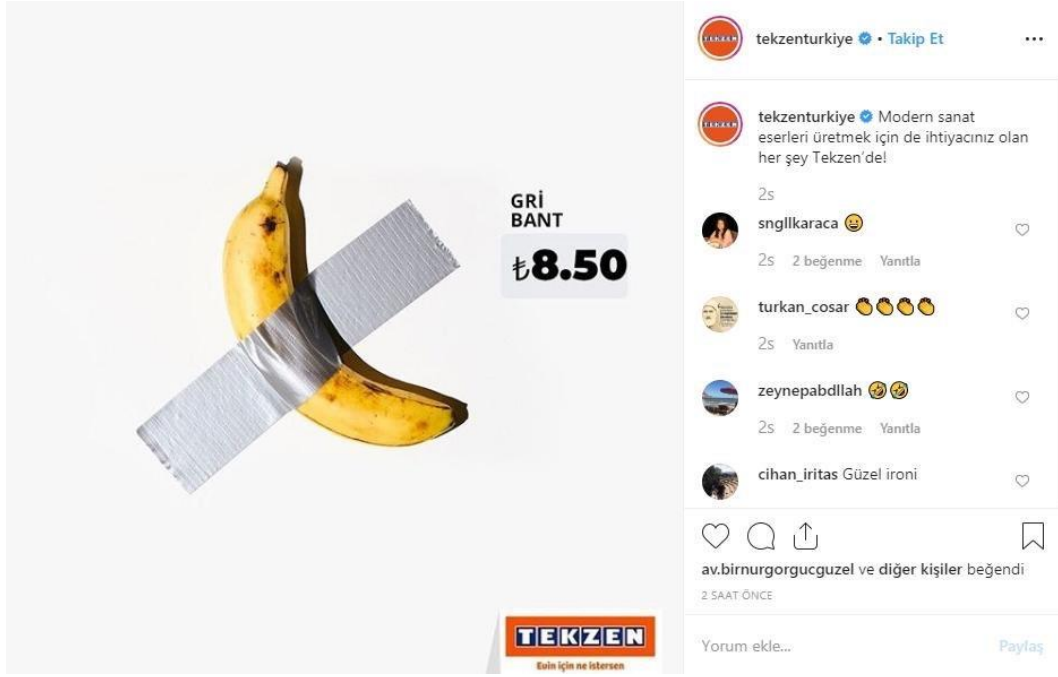 GRİ
BANT
₺8.50
TEKZEN
Evin için ne istersen
tekzenturkiye • Takip Et
tekzenturkiye Modern sanat
eserleri üretmek için de ihtiyacınız olan
her şey Tekzen'de!
2s
sngllkaraca 😀
2s 2 beğenme Yanıtla
turkan_cosar 👏👏👏👏
2s Yanıtla
zeynepabdllah 🤣🤣
2s 2 beğenme Yanıtla
cihan_iritas Güzel ironi
av.birnurgorgucguzel ve diğer kişiler beğendi
2 SAAT ÖNCE
Yorum ekle...
Paylaş